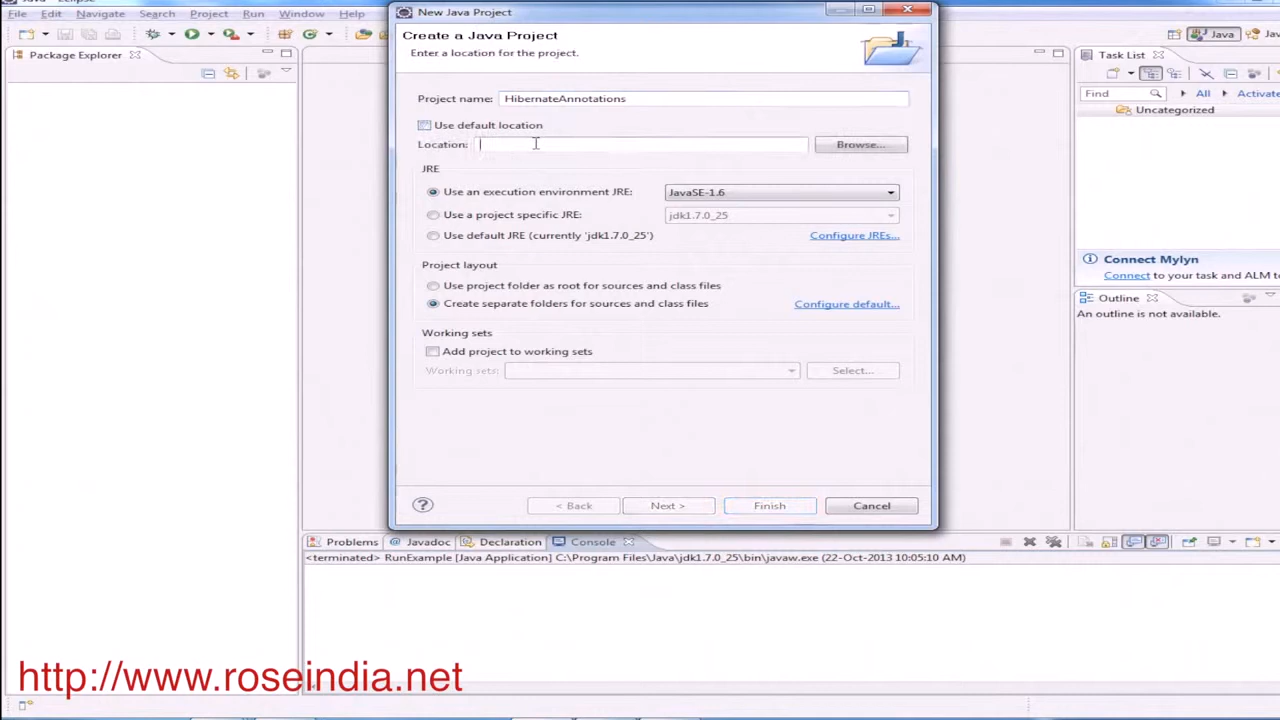 Java - Eclipse
New Java Project
File Edit Navigate Search Project Run Window Help
Create a Java Project
Enter a location for the project.
Java
Package Explorer
Task List
Find
All
Activate
Uncategorized
Project name: HibernateAnnotations
Use default location
Location:
Browse...
JRE
Use an execution environment JRE: JavaSE-1.6
Use a project specific JRE: jdk1.7.0_25
Use default JRE (currently 'jdk1.7.0_25') Configure JREs...
Project layout
Use project folder as root for sources and class files
Create separate folders for sources and class files Configure default...
Working sets
Add project to working sets
Working sets: Select...
Connect Mylyn
Connect to your task and ALM to
Outline
An outline is not available.
< Back Next > Finish Cancel
Problems @ Javadoc Declaration Console
<terminated> RunExample [Java Application] C:\Program Files\Java\jdk1.7.0_25\bin\javaw.exe (22-Oct-2013 10:05:10 AM)
http://www.roseindia.net